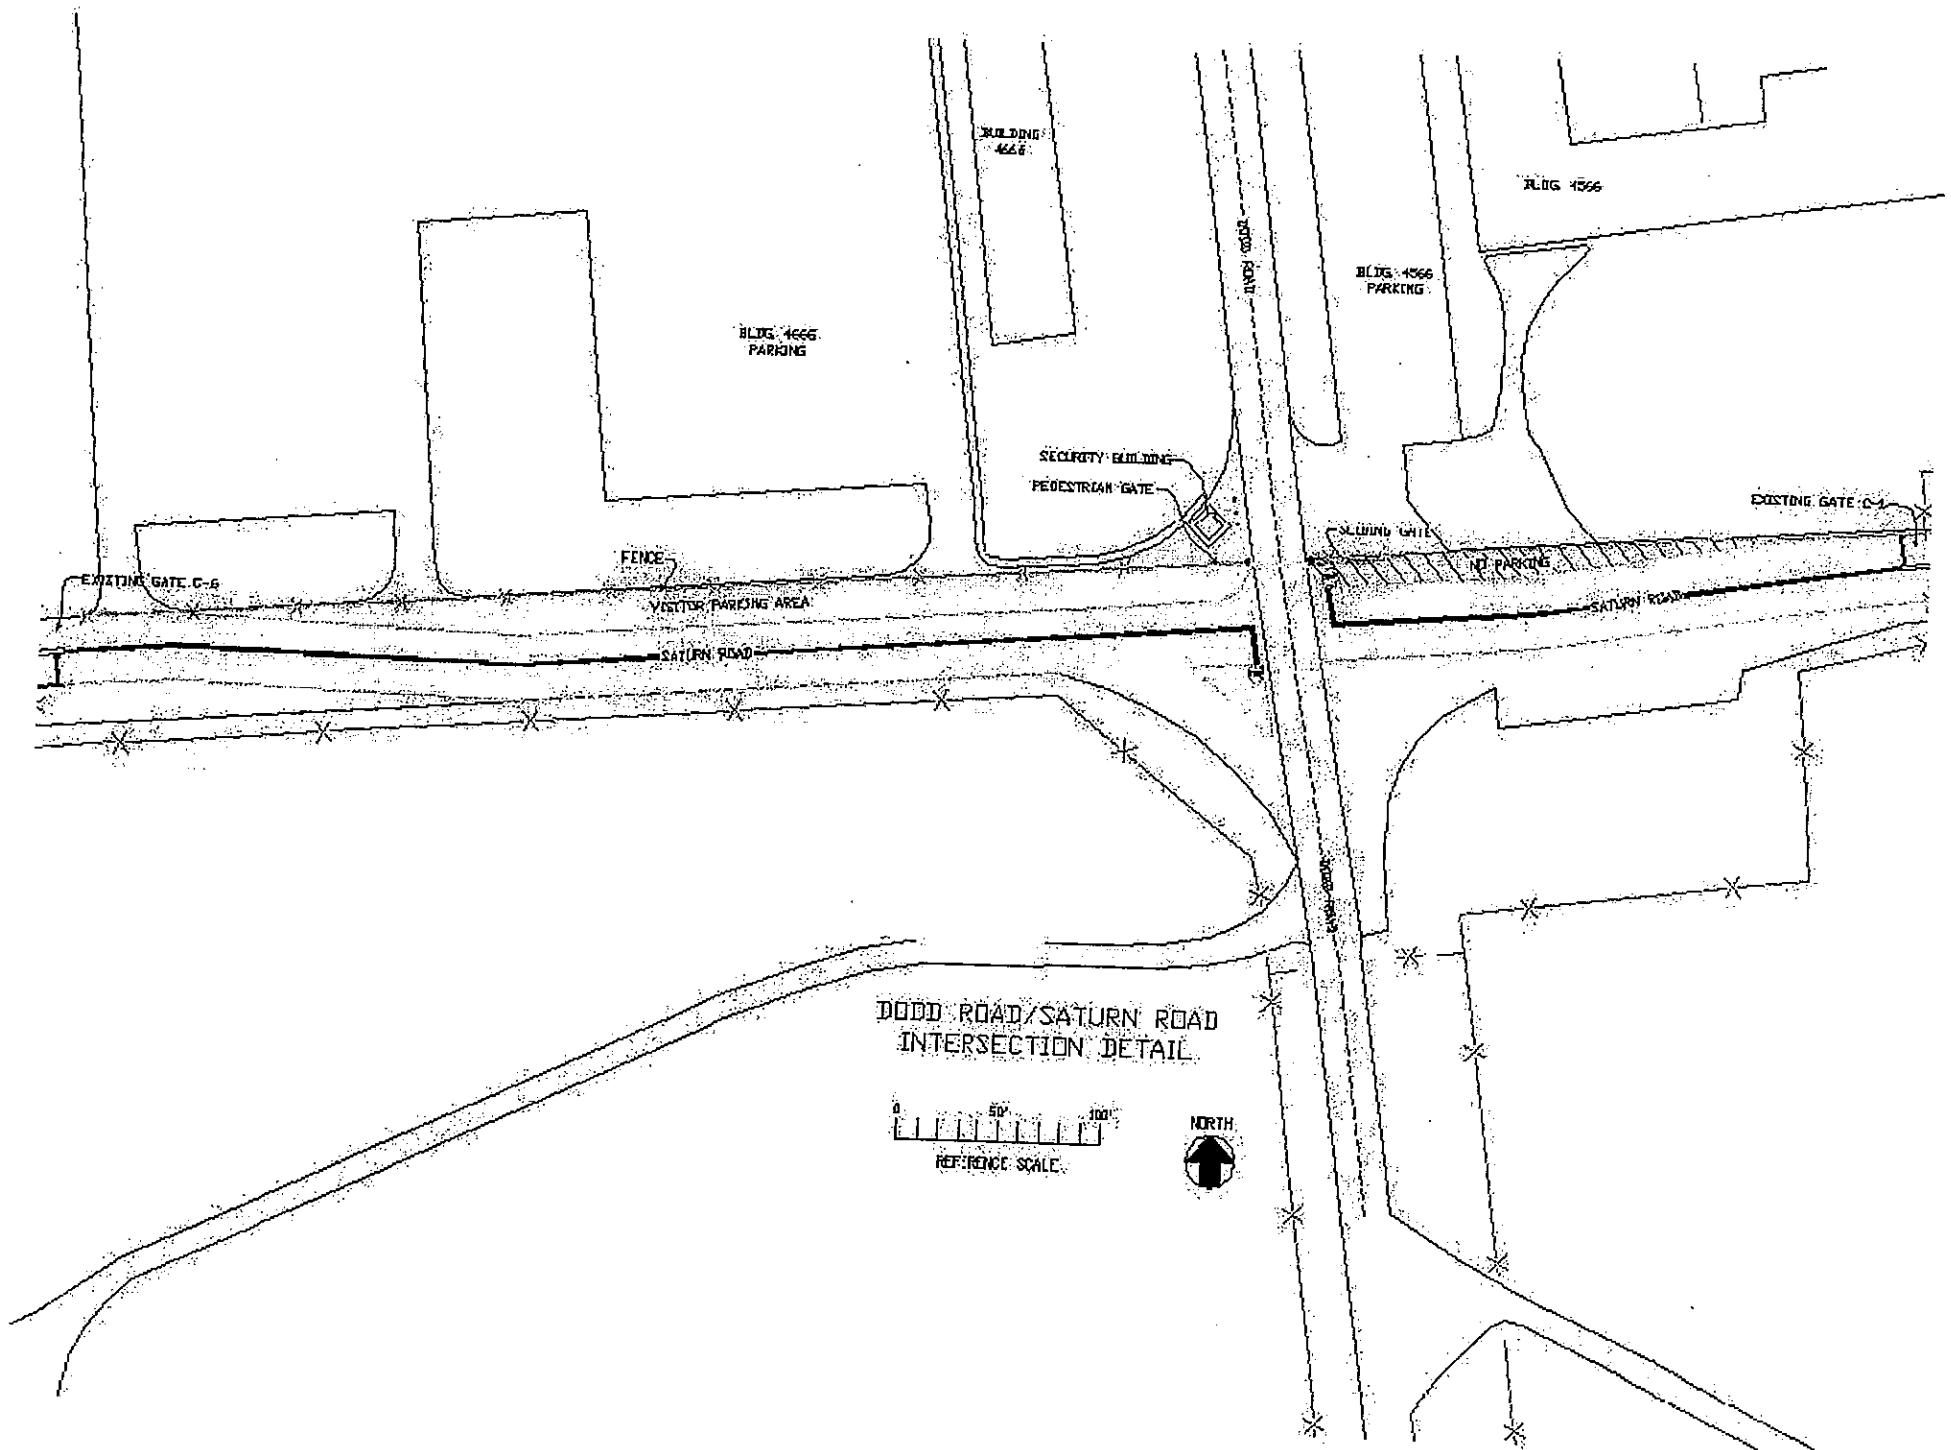 BUILDING
4666
BLDG. 4566
DODD ROAD
BLDG. 4566
PARKING
BLDG. 4666
PARKING
SECURITY BUILDING
PEDESTRIAN GATE
EXISTING GATE C-1
SLIDING GATE
FENCE
NO PARKING
EXISTING GATE C-6
VISITOR PARKING AREA
SATURN ROAD
SATURN ROAD
DODD ROAD
DODD ROAD/SATURN ROAD
INTERSECTION DETAIL
0 50' 100'
REFERENCE SCALE
NORTH